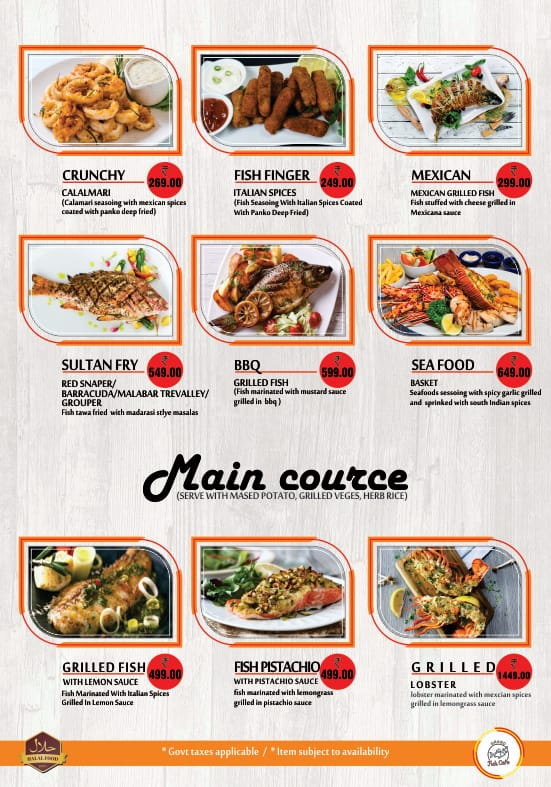 CRUNCHY
₹ 269.00
CALALMARI
(Calamari seasoing with mexican spices
coated with panko deep fried)
FISH FINGER
₹ 249.00
ITALIAN SPICES
(Fish Seasoing With Italian Spices Coated
With Panko Deep Fried)
MEXICAN
₹ 299.00
MEXICAN GRILLED FISH
Fish stuffed with cheese grilled in
Mexicana sauce
SULTAN FRY
₹ 549.00
RED SNAPER/
BARRACUDA/MALABAR TREVALLEY/
GROUPER
Fish tawa fried with madarasi stlye masalas
BBQ
₹ 599.00
GRILLED FISH
(Fish marinated with mustard sauce
grilled in bbq )
SEA FOOD
₹ 649.00
BASKET
Seafoods sessoing with spicy garlic grilled
and sprinked with south Indian spices
Main cource
(SERVE WITH MASED POTATO, GRILLED VEGES, HERB RICE)
GRILLED FISH
₹ 499.00
WITH LEMON SAUCE
Fish Marinated With Italian Spices
Grilled In Lemon Sauce
FISH PISTACHIO
₹ 499.00
WITH PISTACHIO SAUCE
fish marinated with lemongrass
grilled in pistachio sauce
GRILLED
₹ 1449.00
LOBSTER
lobster marinated with mexcian spices
grilled in lemongrass sauce
حلال
HALAL FOOD
* Govt taxes applicable / * Item subject to availability
Fish Cafe